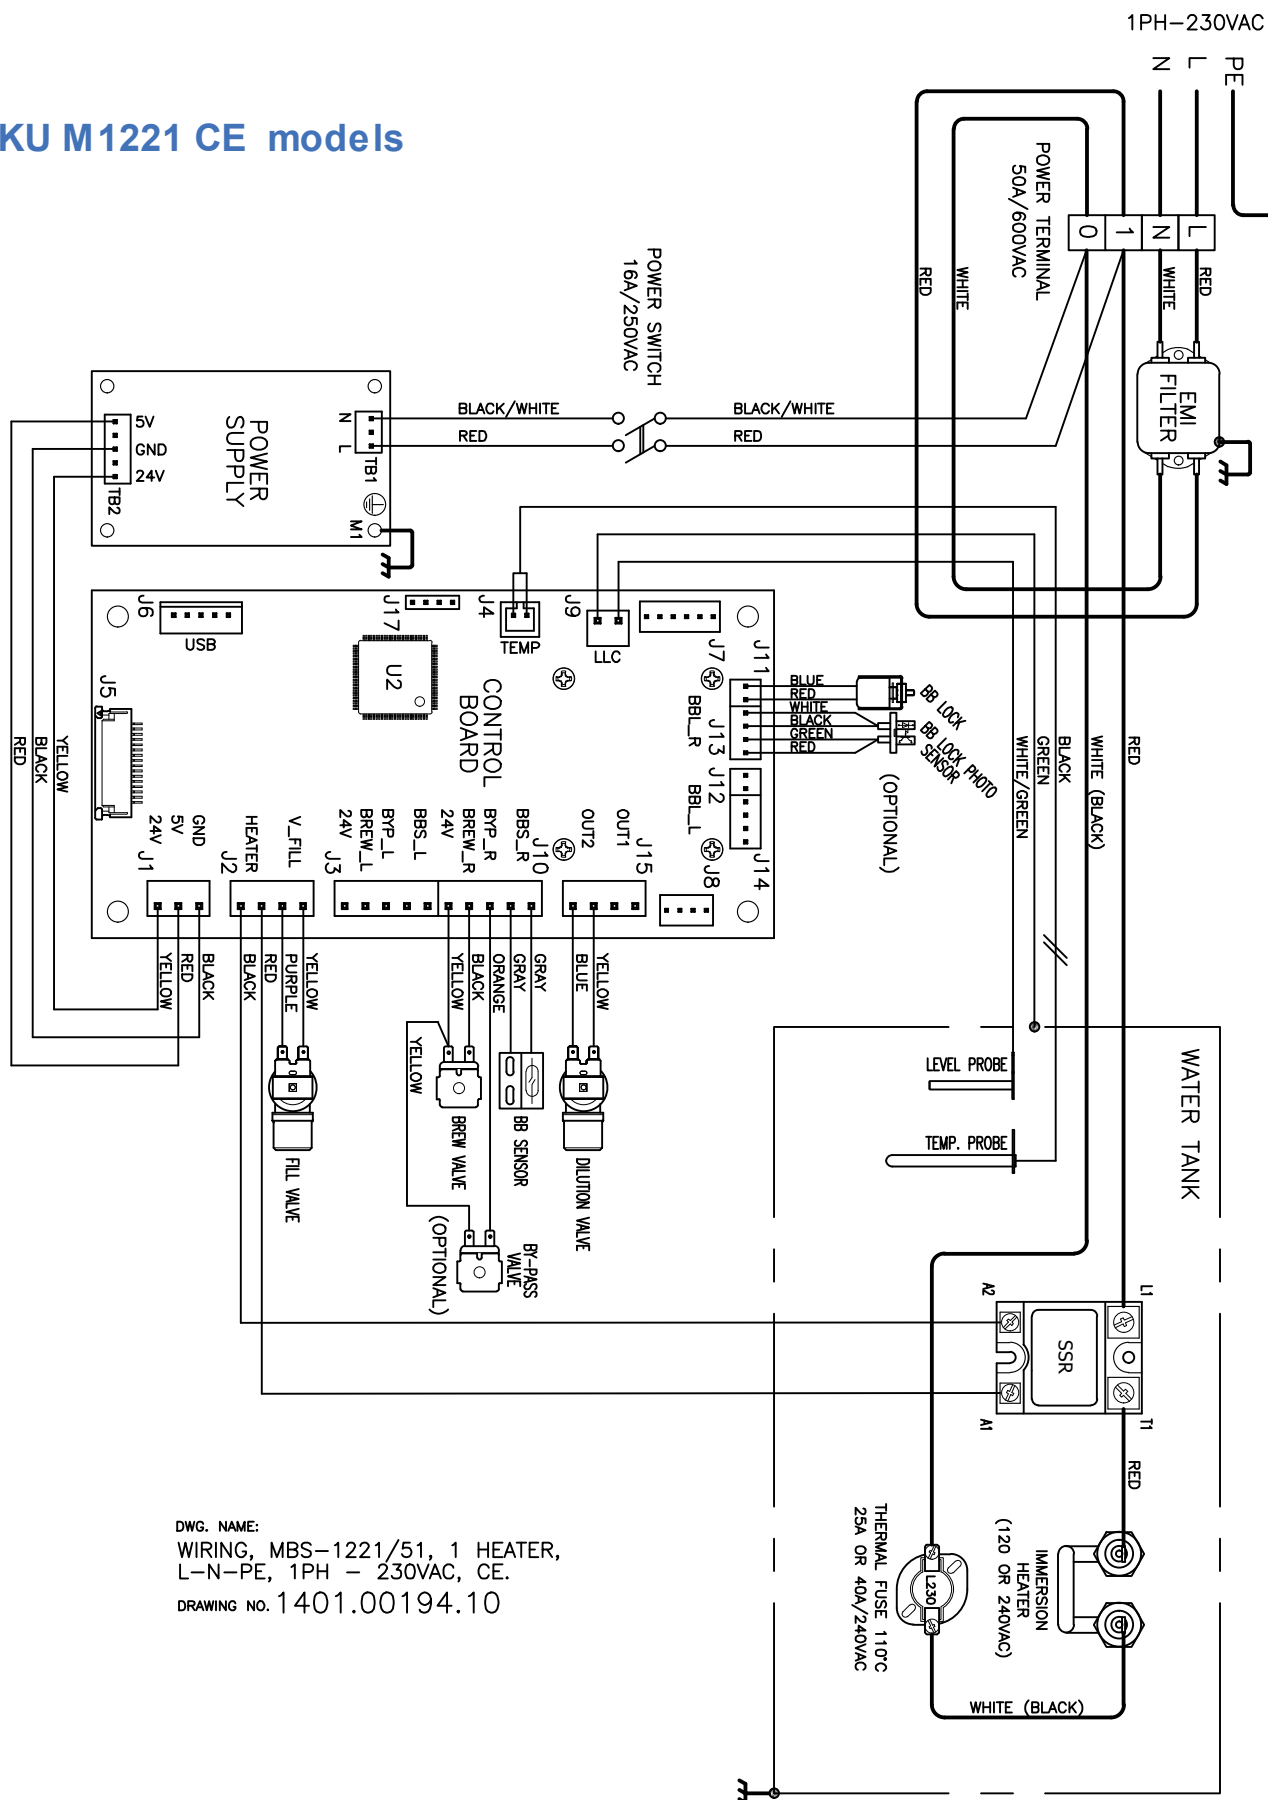 1PH-230VAC
N
L
PE
KU M1221 CE models
POWER TERMINAL
50A/600VAC
0
1
N
L
RED
WHITE
WHITE
RED
EMI
FILTER
POWER SWITCH
16A/250VAC
BLACK/WHITE
BLACK/WHITE
RED
RED
5V
GND
24V
TB2
POWER
SUPPLY
N
L
TB1
M1
J6
USB
J17
J4
TEMP
J9
LLC
J7
J11
U2
CONTROL
BOARD
J5
BBL_R
J13
J12
BBL_L
J14
J8
BLUE
RED
WHITE
BLACK
GREEN
RED
BB LOCK
BB LOCK PHOTO
SENSOR
(OPTIONAL)
WHITE/GREEN
GREEN
BLACK
WHITE (BLACK)
RED
RED
BLACK
YELLOW
24V
5V
GND
J1
HEATER
V_FILL
J2
24V
BREW_L
BYP_L
BBS_L
J3
24V
BREW_R
BYP_R
BBS_R
J10
OUT2
OUT1
J15
YELLOW
RED
BLACK
BLACK
RED
PURPLE
YELLOW
YELLOW
BLACK
ORANGE
GRAY
GRAY
BLUE
YELLOW
YELLOW
FILL VALVE
BREW VALVE
BB SENSOR
DILUTION VALVE
BY-PASS
VALVE
(OPTIONAL)
LEVEL PROBE
TEMP. PROBE
WATER TANK
A2
L1
SSR
A1
T1
RED
THERMAL FUSE 110°C
25A OR 40A/240VAC
L230
IMMERSION
HEATER
(120 OR 240VAC)
WHITE (BLACK)
DWG. NAME:
WIRING, MBS-1221/51, 1 HEATER,
L-N-PE, 1PH - 230VAC, CE.
DRAWING NO. 1401.00194.10